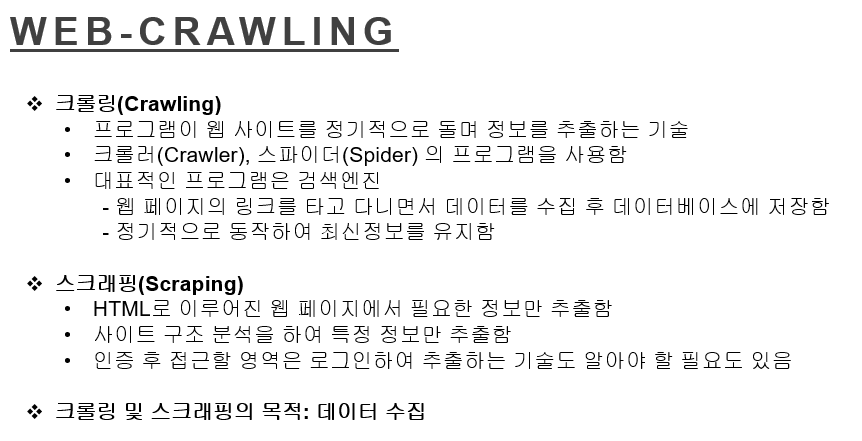 WEB-CRAWLING
❖ 크롤링(Crawling)
• 프로그램이 웹 사이트를 정기적으로 돌며 정보를 추출하는 기술
• 크롤러(Crawler), 스파이더(Spider) 의 프로그램을 사용함
• 대표적인 프로그램은 검색엔진
- 웹 페이지의 링크를 타고 다니면서 데이터를 수집 후 데이터베이스에 저장함
- 정기적으로 동작하여 최신정보를 유지함
❖ 스크래핑(Scraping)
• HTML로 이루어진 웹 페이지에서 필요한 정보만 추출함
• 사이트 구조 분석을 하여 특정 정보만 추출함
• 인증 후 접근할 영역은 로그인하여 추출하는 기술도 알아야 할 필요도 있음
❖ 크롤링 및 스크래핑의 목적: 데이터 수집